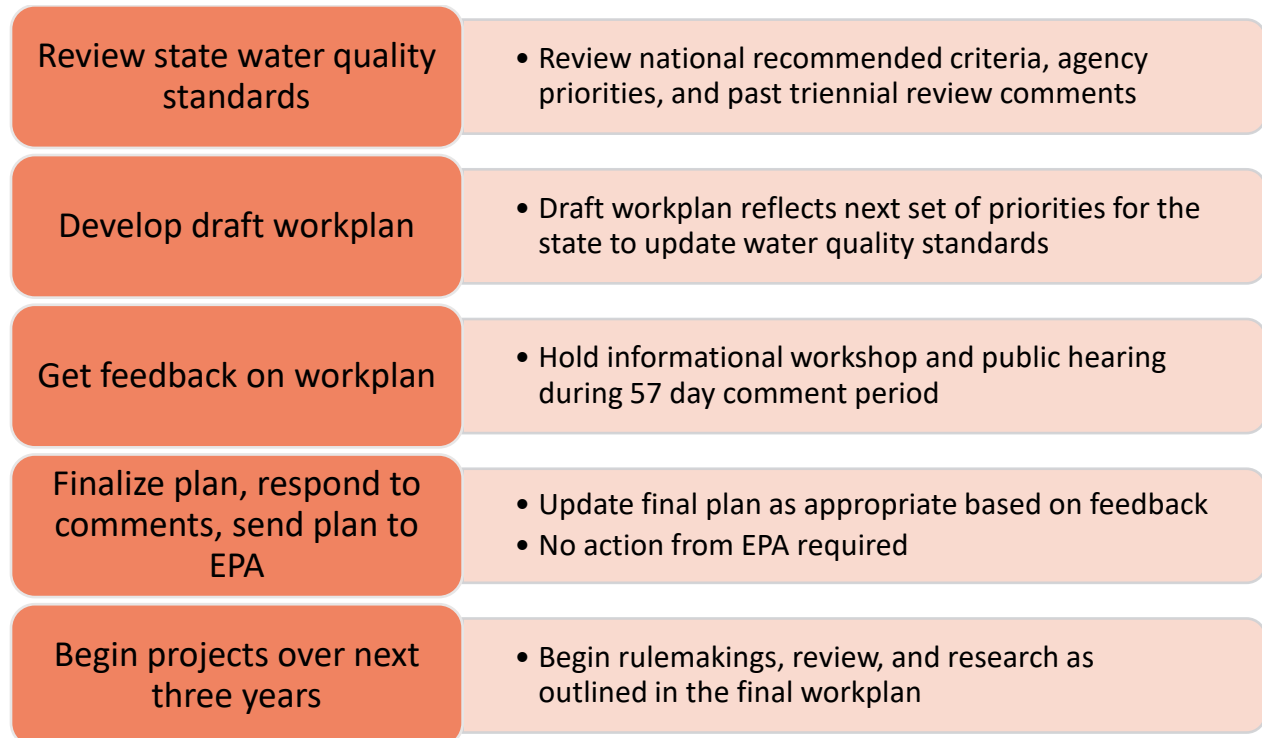 Review state water quality
standards
• Review national recommended criteria, agency
priorities, and past triennial review comments
Develop draft workplan
• Draft workplan reflects next set of priorities for the
state to update water quality standards
Get feedback on workplan
• Hold informational workshop and public hearing
during 57 day comment period
Finalize plan, respond to
comments, send plan to
EPA
• Update final plan as appropriate based on feedback
• No action from EPA required
Begin projects over next
three years
• Begin rulemakings, review, and research as
outlined in the final workplan